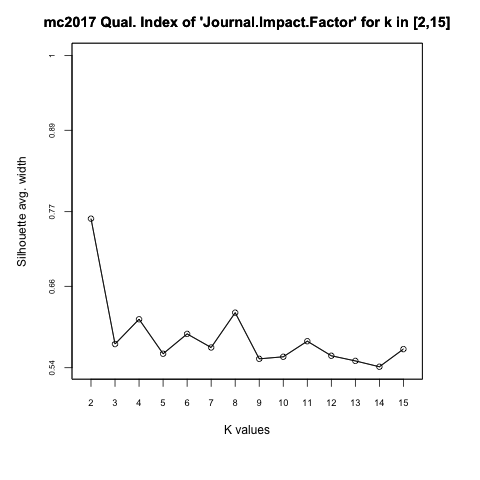 mc2017 Qual. Index of 'Journal.Impact.Factor' for k in [2,15]
Silhouette avg. width
1
0.89
0.77
0.66
0.54
2 3 4 5 6 7 8 9 10 11 12 13 14 15
K values